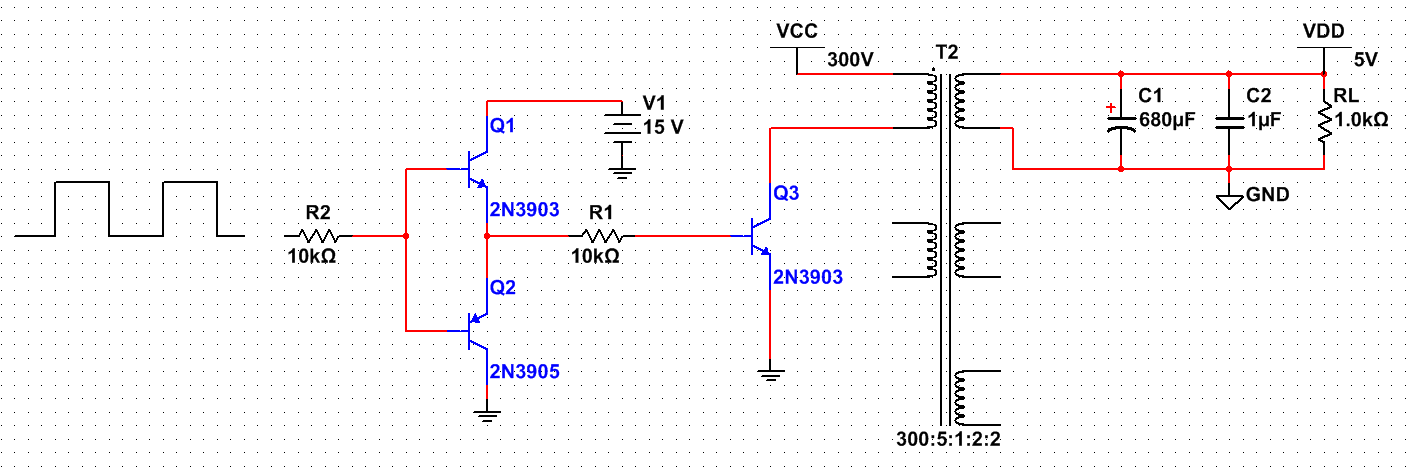 VCC
300V
T2
VDD
5V
V1
15 V
Q1
C1
680µF
C2
1µF
RL
1.0kΩ
Q3
GND
R2
10kΩ
2N3903
R1
10kΩ
2N3903
Q2
2N3905
300:5:1:2:2